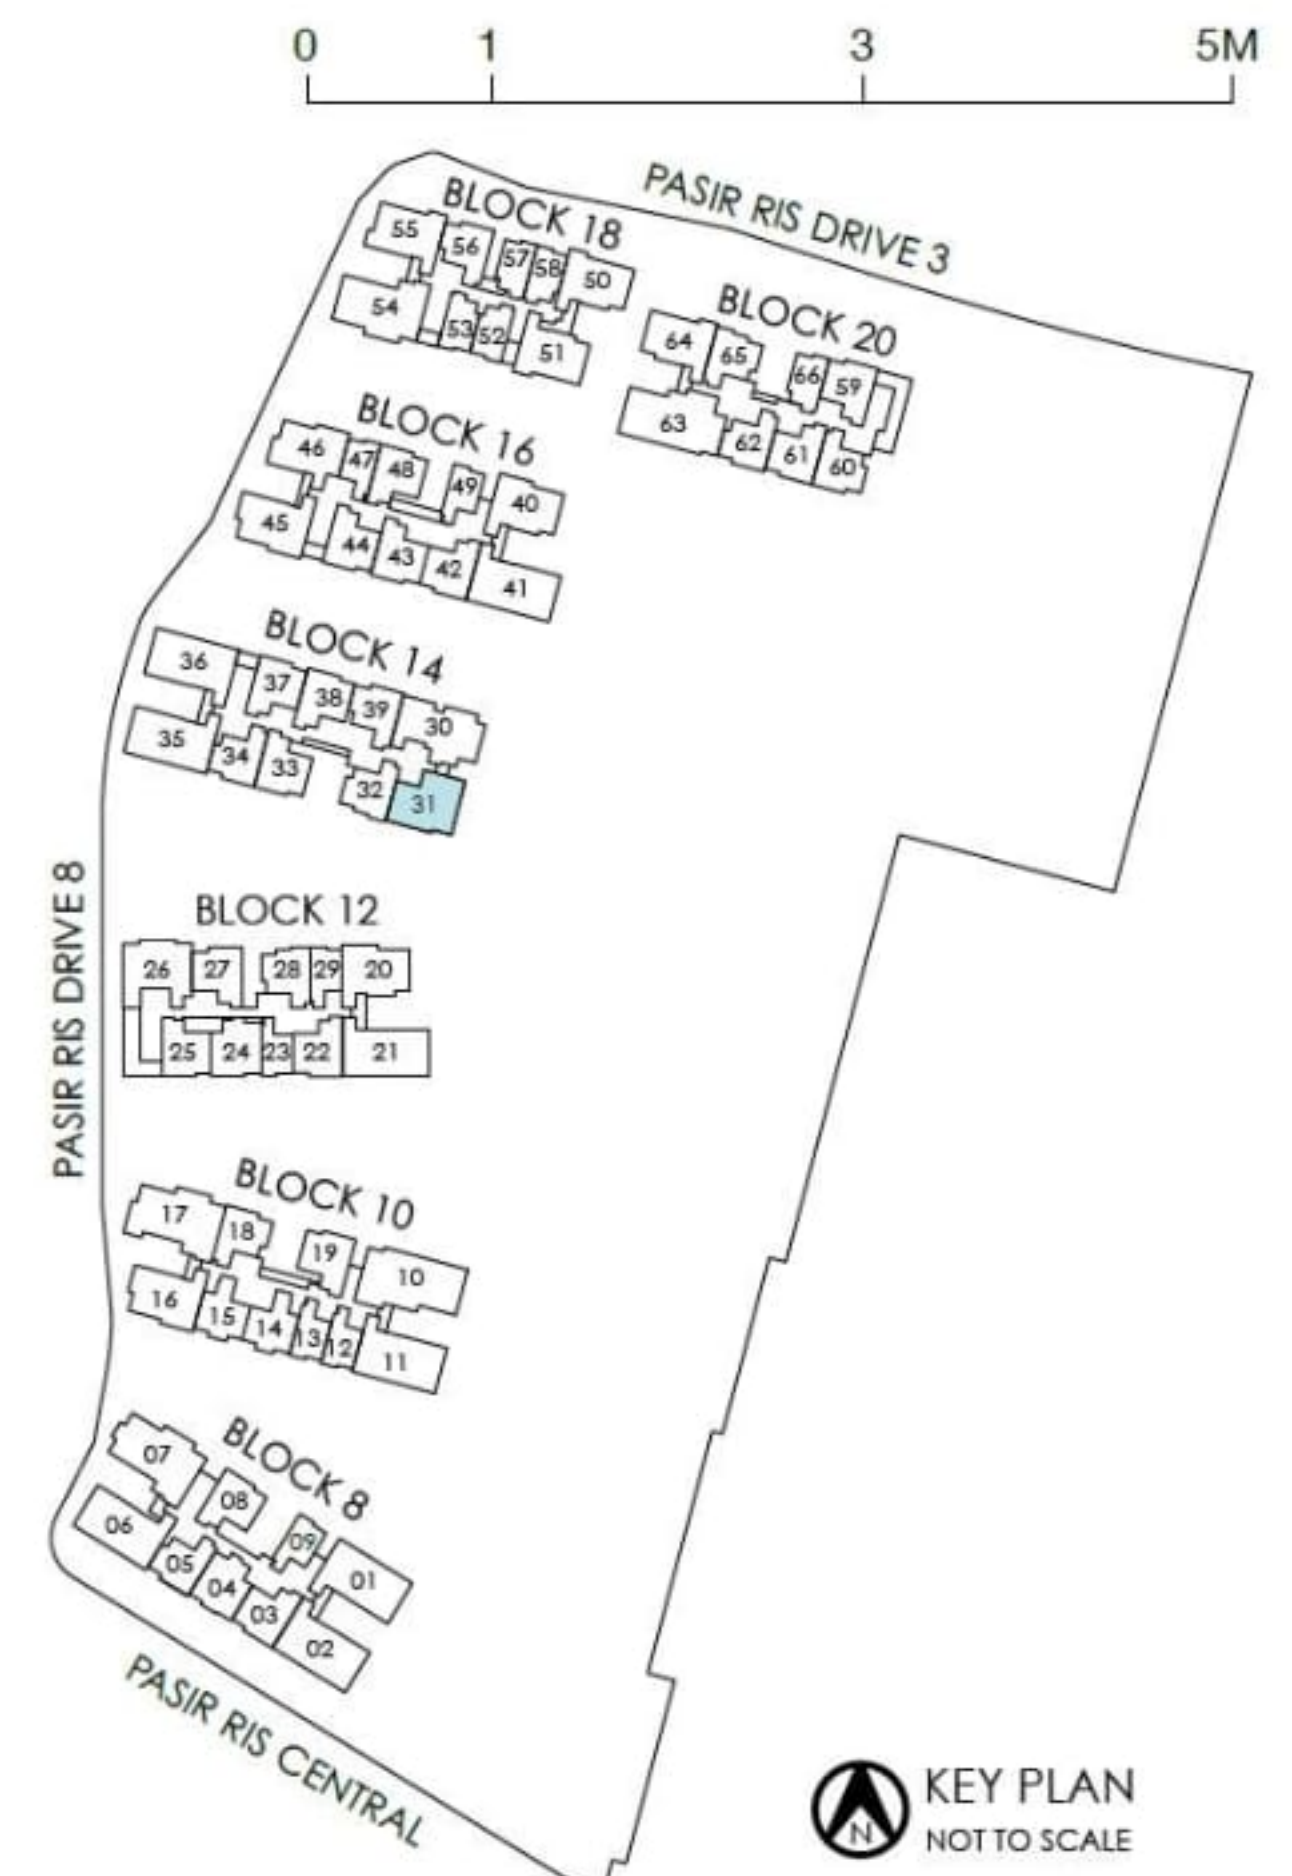 0 1 3 5M
PASIR RIS DRIVE 3
BLOCK 18
55 56 57 58 50
54 53 52 51
BLOCK 20
64 65 66 59
63 62 61 60
BLOCK 16
46 47 48 49 40
45 44 43 42 41
BLOCK 14
36 37 38 39 30
35 34 33 32 31
PASIR RIS DRIVE 8
BLOCK 12
26 27 28 29 20
25 24 23 22 21
BLOCK 10
17 18 19 10
16 15 14 13 12 11
BLOCK 8
07 08 09 01
06 05 04 03 02
PASIR RIS CENTRAL
N
KEY PLAN
NOT TO SCALE